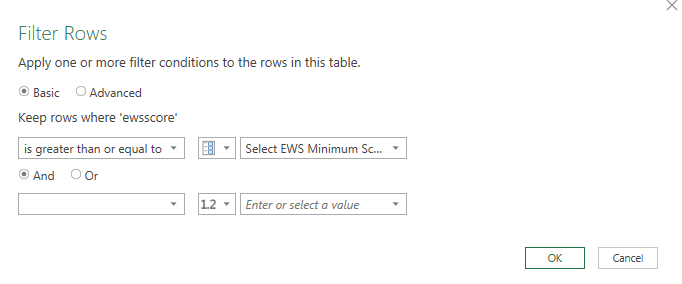 Filter Rows
Apply one or more filter conditions to the rows in this table.
Basic Advanced
Keep rows where 'ewsscore'
is greater than or equal to Select EWS Minimum Sc...
And Or
1.2 Enter or select a value
OK Cancel